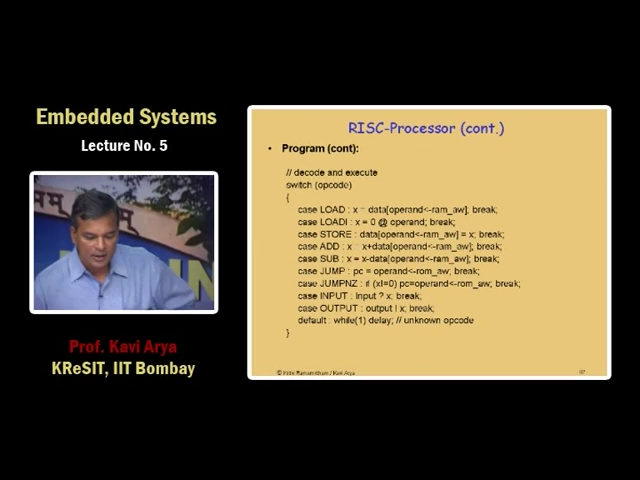 Embedded Systems
Lecture No. 5
Prof. Kavi Arya
KReSIT, IIT Bombay
RISC-Processor (cont.)
• Program (cont):
// decode and execute
switch (opcode)
{
case LOAD : x = data[operand<-ram_aw]; break;
case LOADI : x = 0 @ operand; break;
case STORE : data[operand<-ram_aw] = x; break;
case ADD : x = x+data[operand<-ram_aw]; break;
case SUB : x = x-data[operand<-ram_aw]; break;
case JUMP : pc = operand<-rom_aw; break;
case JUMPNZ : if (x!=0) pc=operand<-rom_aw; break;
case INPUT : input ? x; break;
case OUTPUT : output ! x; break;
default : while(1) delay; // unknown opcode
}
© Krithi Ramamritham / Kavi Arya